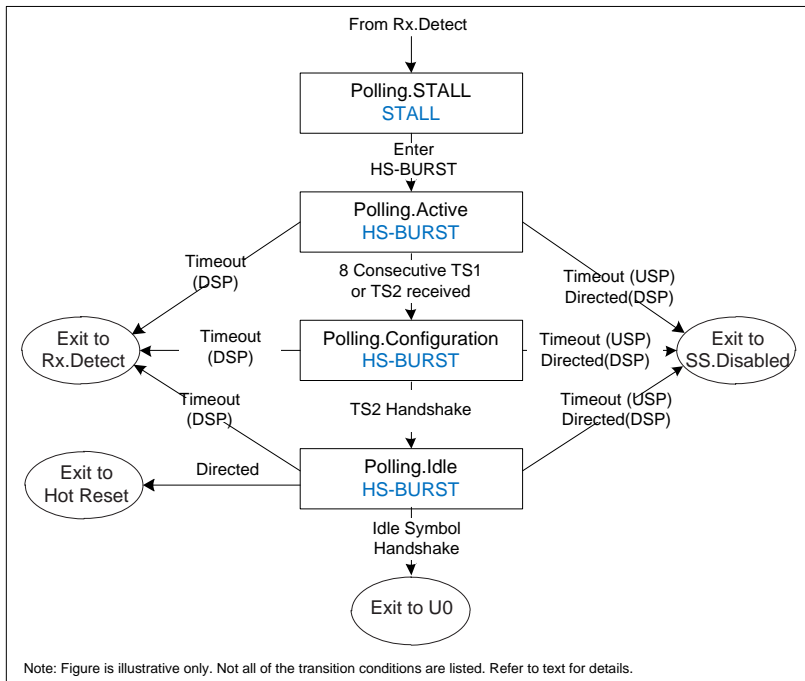 From Rx.Detect
Polling.STALL
STALL
Enter
HS-BURST
Polling.Active
HS-BURST
Timeout
(DSP)
8 Consecutive TS1
or TS2 received
Timeout (USP)
Directed(DSP)
Exit to
Rx.Detect
Timeout
(DSP)
Polling.Configuration
HS-BURST
Timeout (USP)
Directed(DSP)
Exit to
SS.Disabled
Timeout
(DSP)
TS2 Handshake
Timeout (USP)
Directed(DSP)
Exit to
Hot Reset
Directed
Polling.Idle
HS-BURST
Idle Symbol
Handshake
Exit to U0
Note: Figure is illustrative only. Not all of the transition conditions are listed. Refer to text for details.